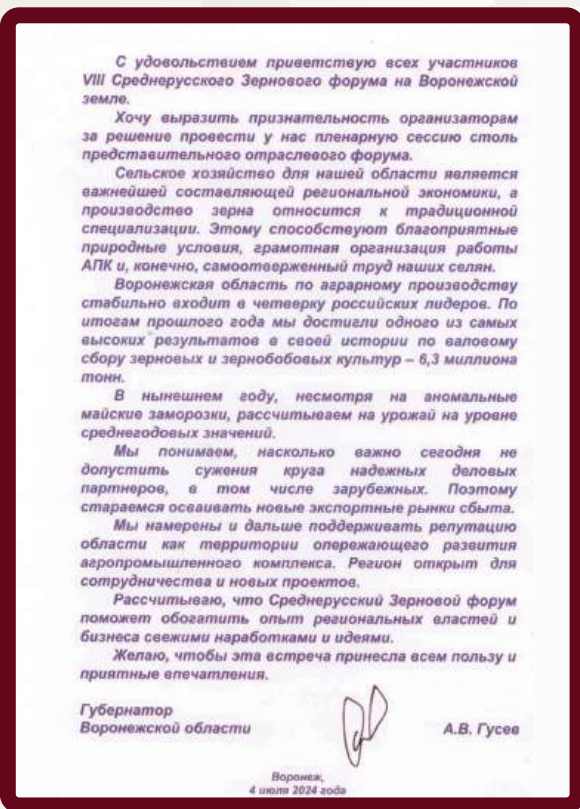 С удовольствием приветствую всех участников
VIII Среднерусского Зернового форума на Воронежской
земле.
Хочу выразить признательность организаторам
за решение провести у нас пленарную сессию столь
представительного отраслевого форума.
Сельское хозяйство для нашей области является
важнейшей составляющей региональной экономики, а
производство зерна относится к традиционной
специализации. Этому способствуют благоприятные
природные условия, грамотная организация работы
АПК и, конечно, самоотверженный труд наших селян.
Воронежская область по аграрному производству
стабильно входит в четверку российских лидеров. По
итогам прошлого года мы достигли одного из самых
высоких результатов в своей истории по валовому
сбору зерновых и зернобобовых культур – 6,3 миллиона
тонн.
В нынешнем году, несмотря на аномальные
майские заморозки, рассчитываем на урожай на уровне
среднегодовых значений.
Мы понимаем, насколько важно сегодня не
допустить сужения круга надежных деловых
партнеров, в том числе зарубежных. Поэтому
стараемся осваивать новые экспортные рынки сбыта.
Мы намерены и дальше поддерживать репутацию
области как территории опережающего развития
агропромышленного комплекса. Регион открыт для
сотрудничества и новых проектов.
Рассчитываю, что Среднерусский Зерновой форум
поможет обогатить опыт региональных властей и
бизнеса свежими наработками и идеями.
Желаю, чтобы эта встреча принесла всем пользу и
приятные впечатления.
Губернатор
Воронежской области А.В. Гусев
Воронеж,
4 июля 2024 года